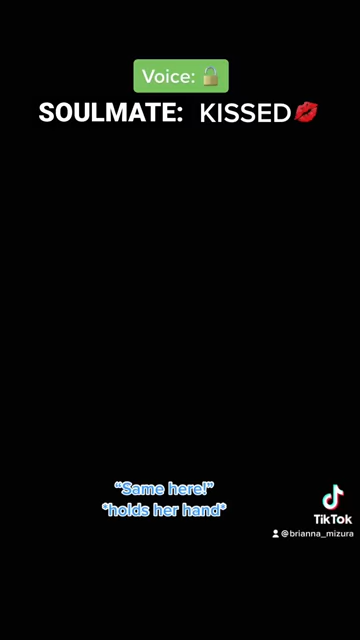 Voice: 🔓
SOULMATE: KISSED💋
“Same here!”
*holds her hand*
TikTok
@brianna_mizura